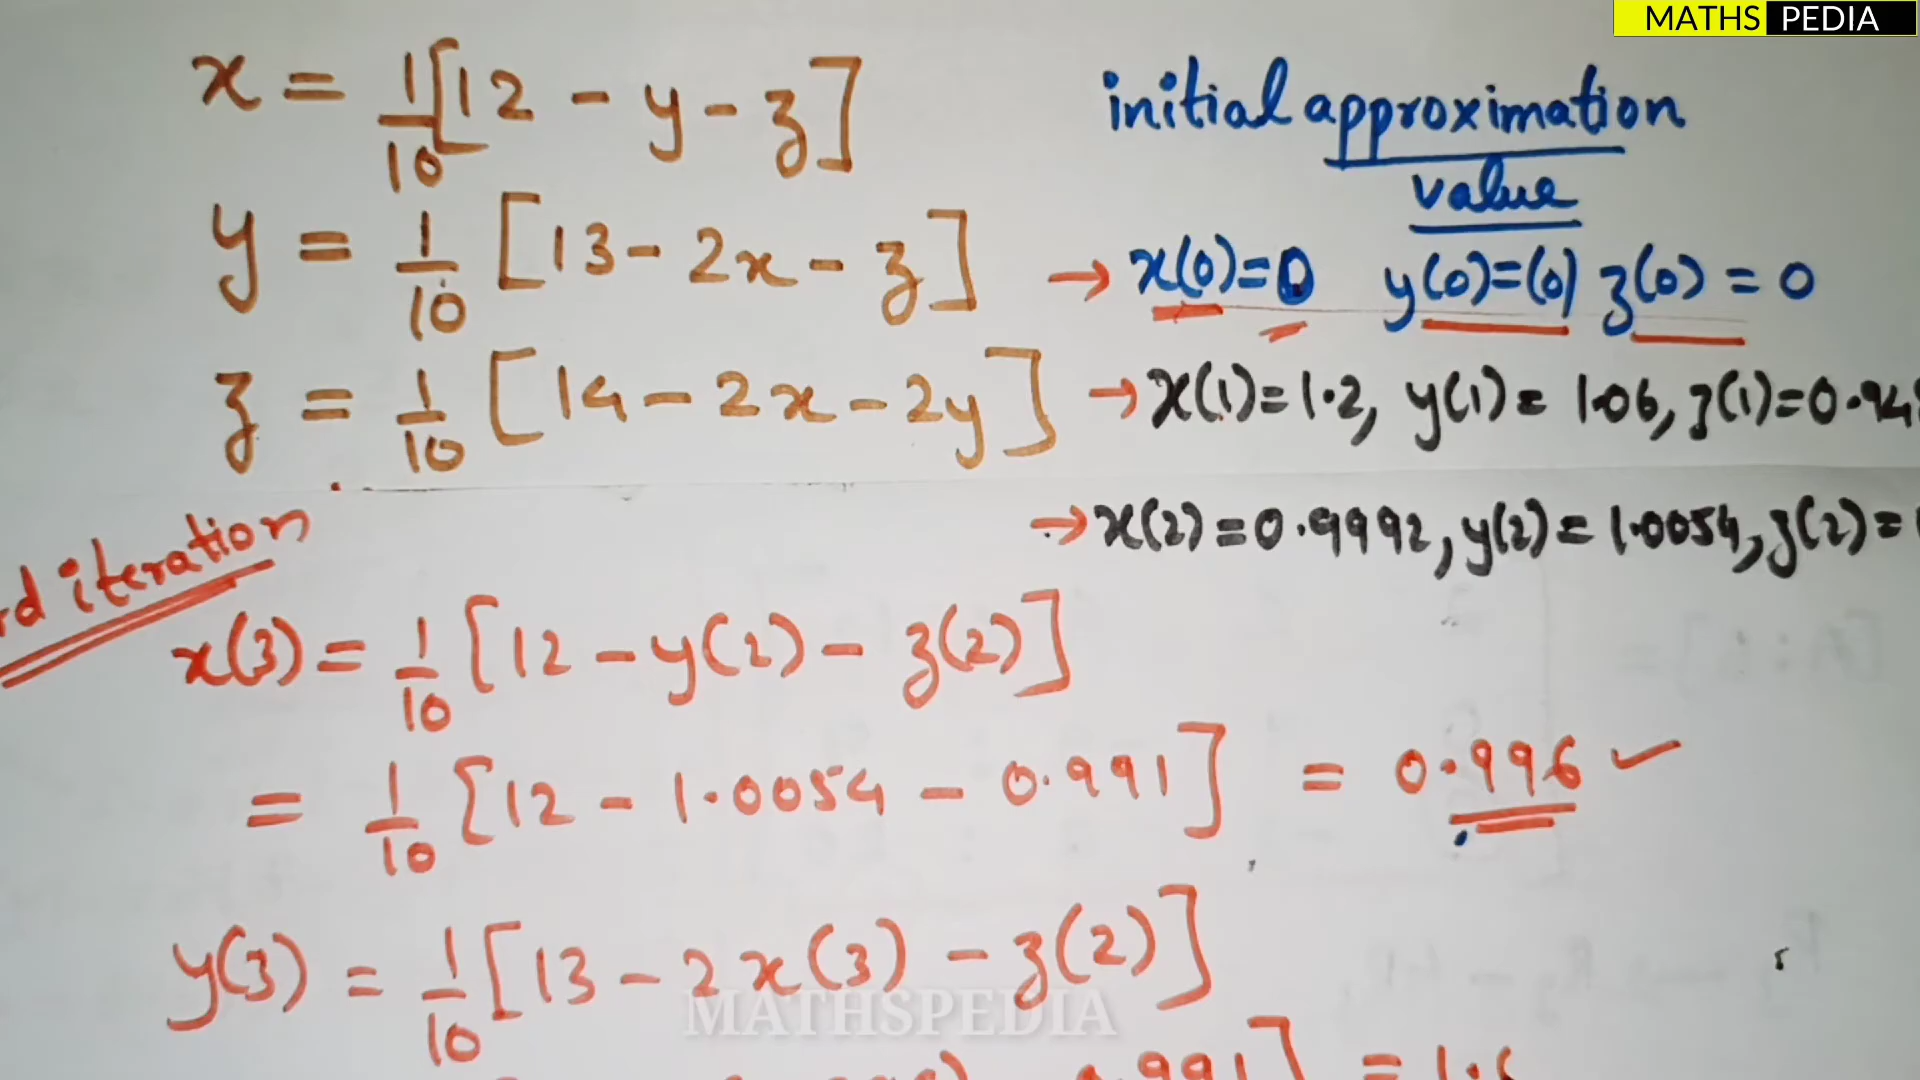 MATHS PEDIA
x = 1/10 [12 - y - z]
initial approximation
value
y = 1/10 [13 - 2x - z]
→ x(0)=0 y(0)=(0) z(0) = 0
z = 1/10 [14 - 2x - 2y]
→ x(1)=1.2, y(1)= 1.06, z(1)=0.94
→ x(2)=0.9992, y(2)= 1.0054, z(2)=
rd iteration
x(3) = 1/10 [12 - y(2) - z(2)]
= 1/10 [12 - 1.0054 - 0.991] = 0.996 ✓
y(3) = 1/10 [13 - 2x(3) - z(2)]
MATHSPEDIA